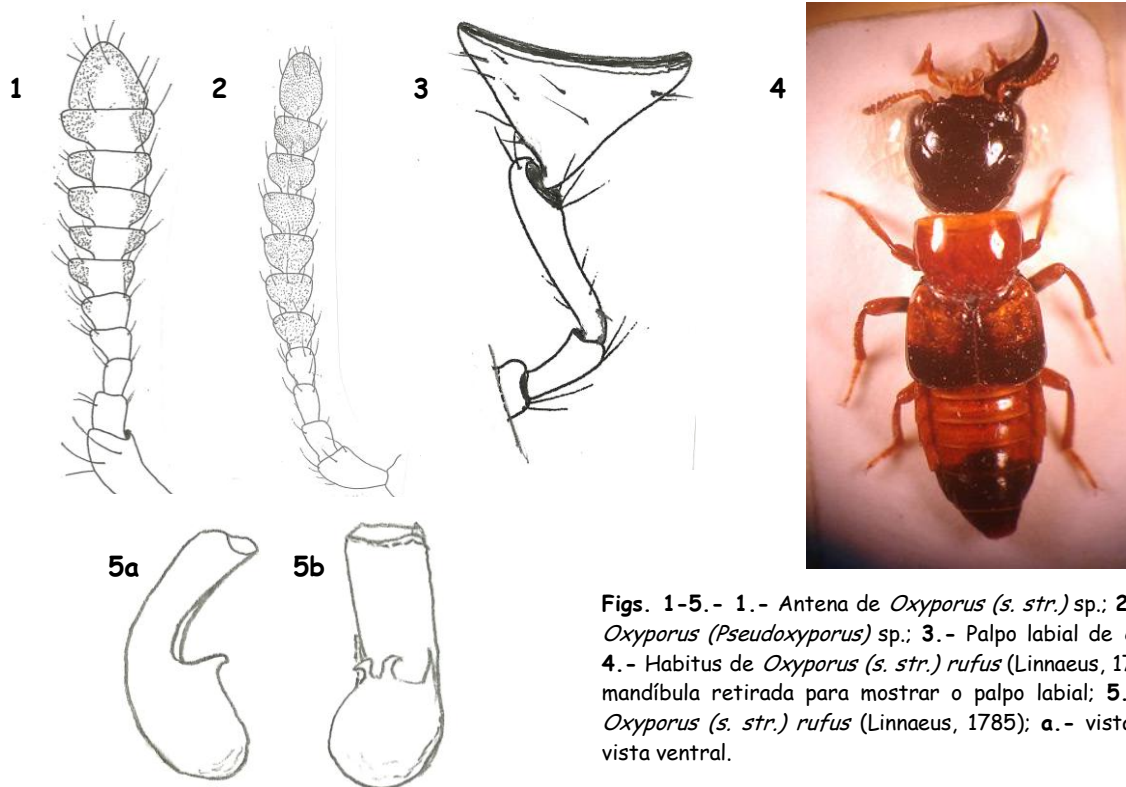 1
2
3
4
5a
5b
Figs. 1-5.- 1.- Antena de Oxyporus (s. str.) sp.; 2
Oxyporus (Pseudoxyporus) sp.; 3.- Palpo labial de
4.- Habitus de Oxyporus (s. str.) rufus (Linnaeus, 17
mandíbula retirada para mostrar o palpo labial; 5.
Oxyporus (s. str.) rufus (Linnaeus, 1785); a.- vist
vista ventral.